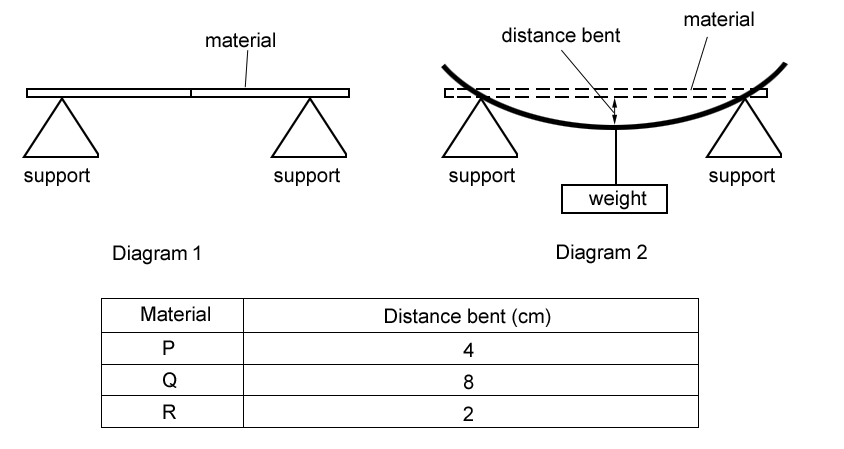 material
support
support
Diagram 1
distance bent
material
support
weight
support
Diagram 2
Material Distance bent (cm)
P 4
Q 8
R 2